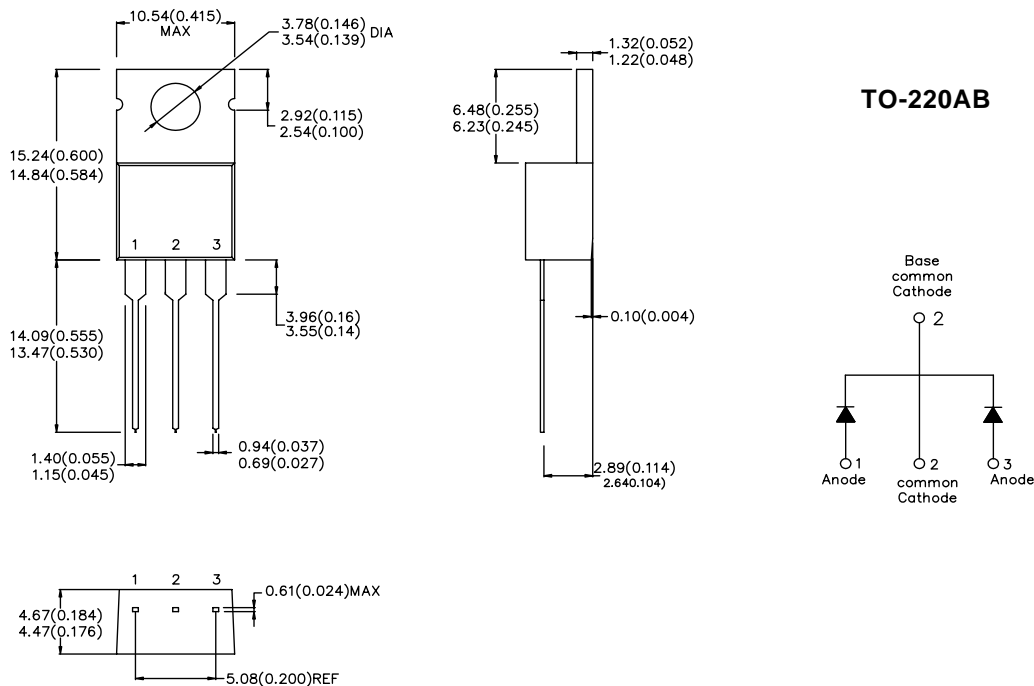 10.54(0.415)
MAX
3.78(0.146)
3.54(0.139) DIA
2.92(0.115)
2.54(0.100)
15.24(0.600)
14.84(0.584)
1 2 3
3.96(0.16)
3.55(0.14)
14.09(0.555)
13.47(0.530)
1.40(0.055)
1.15(0.045)
0.94(0.037)
0.69(0.027)
1.32(0.052)
1.22(0.048)
6.48(0.255)
6.23(0.245)
0.10(0.004)
2.89(0.114)
2.640.104)
TO-220AB
Base
common
Cathode
2
1
Anode
2
common
Cathode
3
Anode
1 2 3
0.61(0.024)MAX
4.67(0.184)
4.47(0.176)
5.08(0.200)REF